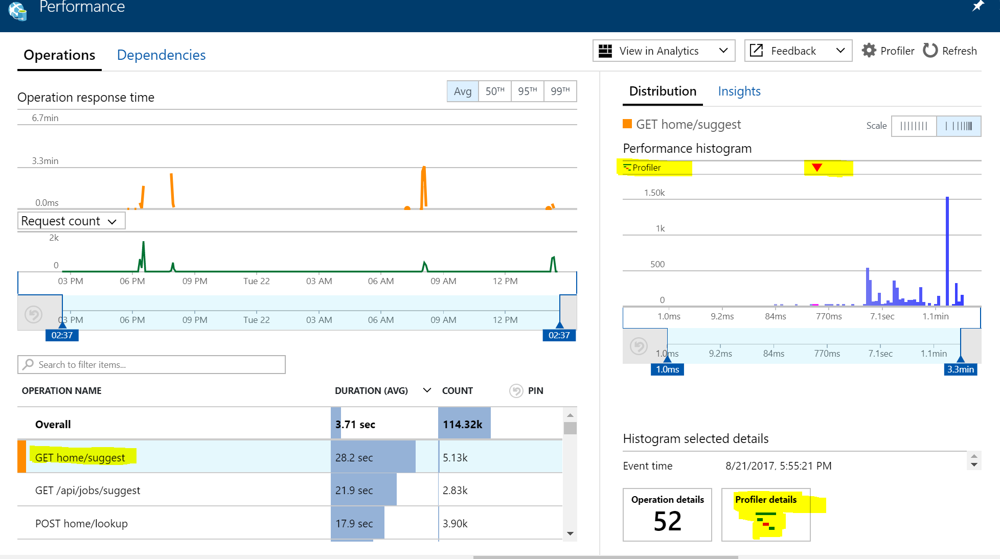 Performance
Operations Dependencies
View in Analytics Feedback Profiler Refresh
Operation response time
Avg 50TH 95TH 99TH
6.7min
3.3min
0.0ms
Request count
2k
0
03 PM 06 PM 09 PM Tue 22 03 AM 06 AM 09 AM 12 PM
03 PM 06 PM 09 PM Tue 22 03 AM 06 AM 09 AM 12 PM
02:37 02:37
Search to filter items...
OPERATION NAME DURATION (AVG) COUNT PIN
Overall 3.71 sec 114.32k
GET home/suggest 28.2 sec 5.13k
GET /api/jobs/suggest 21.9 sec 2.83k
POST home/lookup 17.9 sec 3.90k
Distribution Insights
GET home/suggest Scale
Performance histogram
Profiler
1.50k
1k
500
0
1.0ms 9.2ms 84ms 770ms 7.1sec 1.1min
1.0ms 9.2ms 84ms 770ms 7.1sec 1.1min
1.0ms 3.3min
Histogram selected details
Event time 8/21/2017, 5:55:21 PM
Operation details Profiler details
52